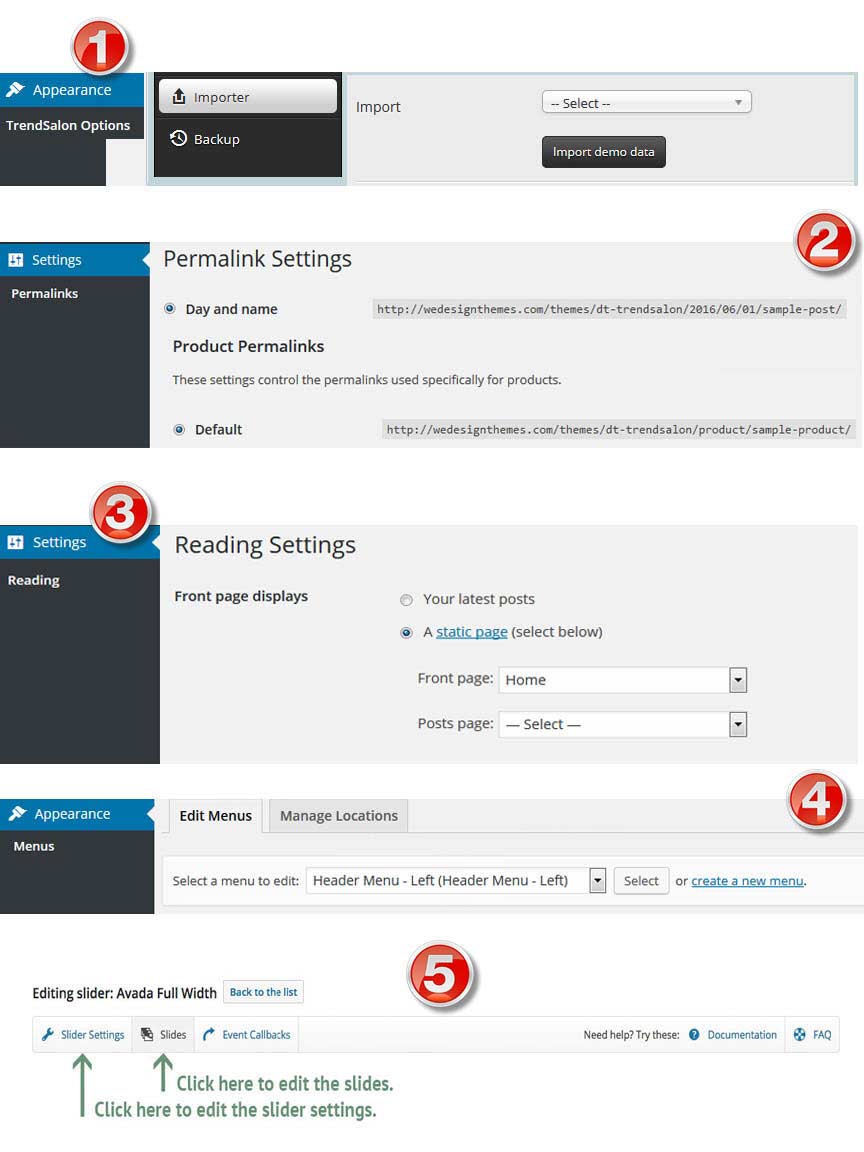 1
Appearance
TrendSalon Options
Importer
Backup
Import
-- Select --
Import demo data
2
Settings
Permalinks
Permalink Settings
Day and name
http://wedesignthemes.com/themes/dt-trendsalon/2016/06/01/sample-post/
Product Permalinks
These settings control the permalinks used specifically for products.
Default
http://wedesignthemes.com/themes/dt-trendsalon/product/sample-product/
3
Settings
Reading
Reading Settings
Front page displays
Your latest posts
A static page (select below)
Front page: Home
Posts page: — Select —
4
Appearance
Menus
Edit Menus
Manage Locations
Select a menu to edit: Header Menu - Left (Header Menu - Left) Select or create a new menu.
5
Editing slider: Avada Full Width Back to the list
Slider Settings Slides Event Callbacks Need help? Try these: Documentation FAQ
Click here to edit the slides.
Click here to edit the slider settings.